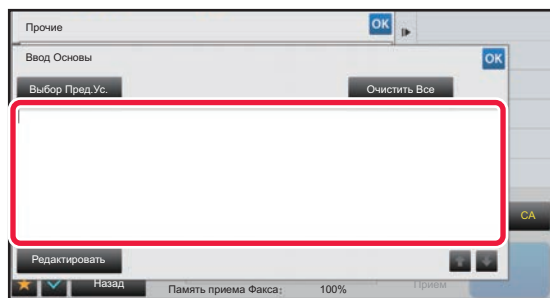 Прочие OK
Ввод Основы OK
Выбор Пред.Ус. Очистить Все
CA
Редактировать
Назад Память приема Факса: 100% Прием